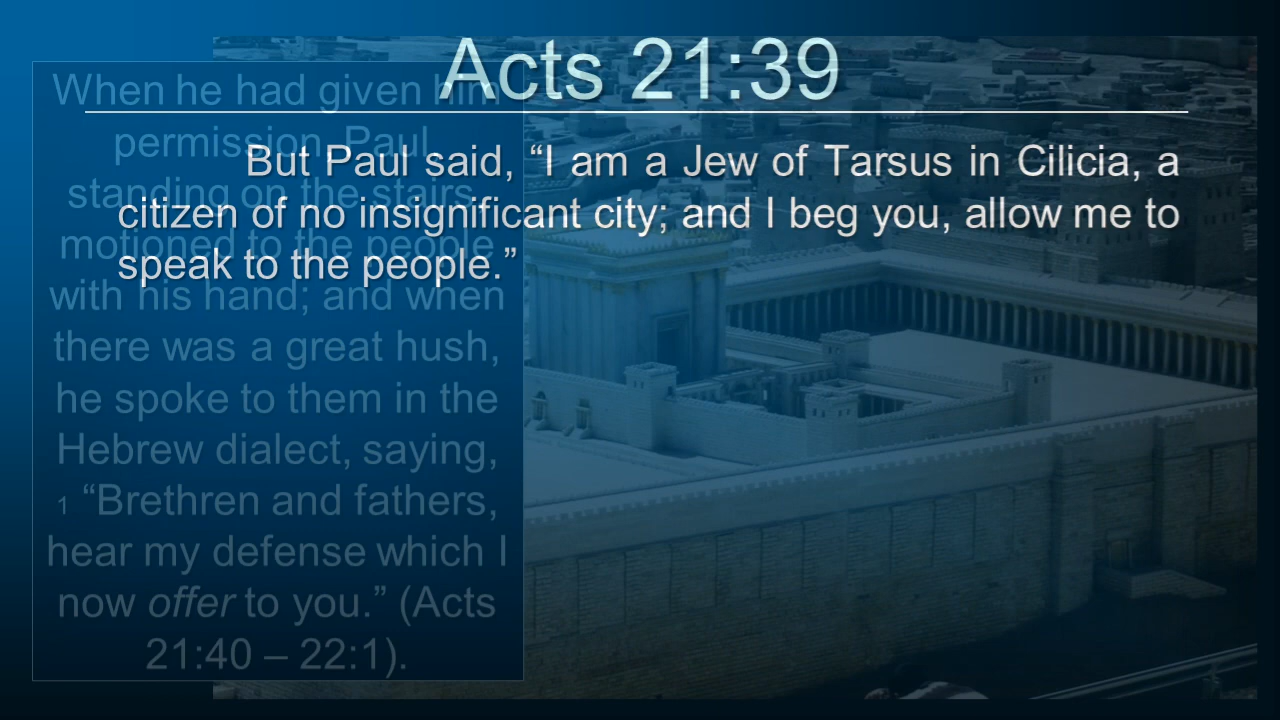 Acts 21:39
But Paul said, “I am a Jew of Tarsus in Cilicia, a
citizen of no insignificant city; and I beg you, allow me to
speak to the people.”
When he had given him
permission, Paul,
standing on the stairs,
motioned to the people
with his hand; and when
there was a great hush,
he spoke to them in the
Hebrew dialect, saying,
1 “Brethren and fathers,
hear my defense which I
now offer to you.” (Acts
21:40 – 22:1).